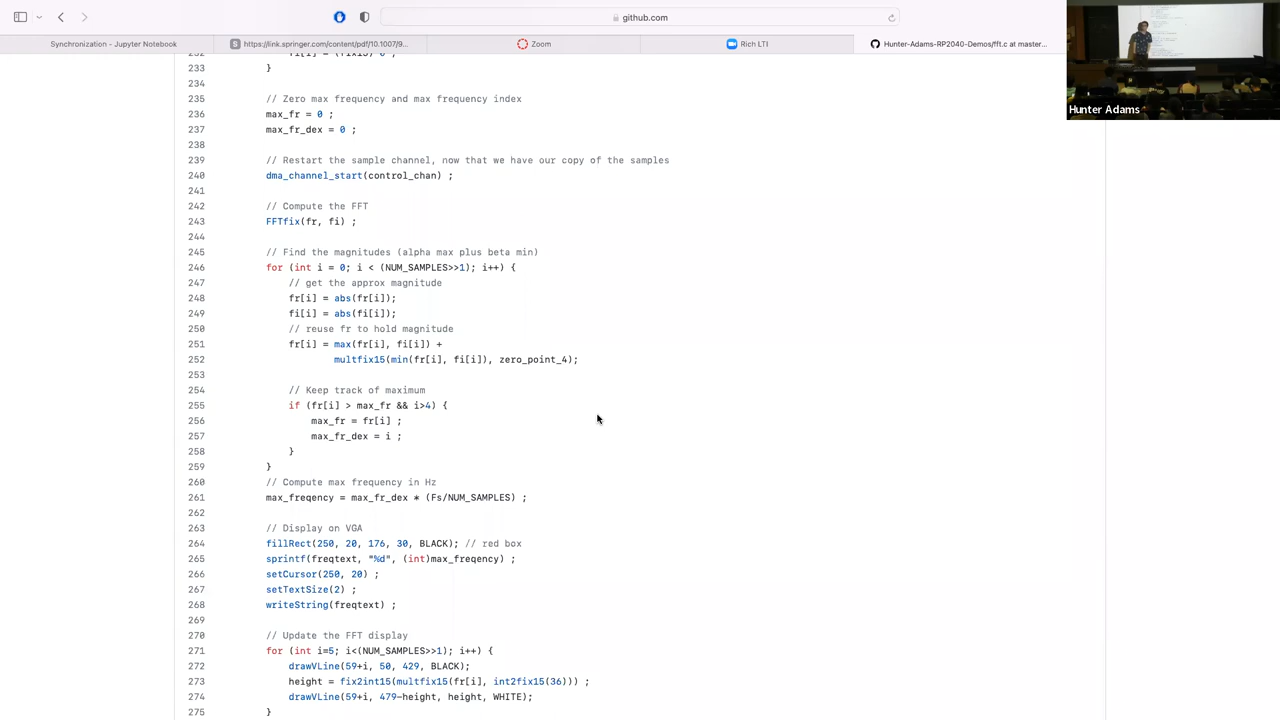 github.com
Synchronization - Jupyter Notebook
https://link.springer.com/content/pdf/10.1007/9...
Zoom
Rich LTI
Hunter-Adams-RP2040-Demos/fft.c at master...
Hunter Adams
233 }
234
235 // Zero max frequency and max frequency index
236 max_fr = 0 ;
237 max_fr_dex = 0 ;
238
239 // Restart the sample channel, now that we have our copy of the samples
240 dma_channel_start(control_chan) ;
241
242 // Compute the FFT
243 FFTfix(fr, fi) ;
244
245 // Find the magnitudes (alpha max plus beta min)
246 for (int i = 0; i < (NUM_SAMPLES>>1); i++) {
247 // get the approx magnitude
248 fr[i] = abs(fr[i]);
249 fi[i] = abs(fi[i]);
250 // reuse fr to hold magnitude
251 fr[i] = max(fr[i], fi[i]) +
252 multfix15(min(fr[i], fi[i]), zero_point_4);
253
254 // Keep track of maximum
255 if (fr[i] > max_fr && i>4) {
256 max_fr = fr[i] ;
257 max_fr_dex = i ;
258 }
259 }
260 // Compute max frequency in Hz
261 max_freqency = max_fr_dex * (Fs/NUM_SAMPLES) ;
262
263 // Display on VGA
264 fillRect(250, 20, 176, 30, BLACK); // red box
265 sprintf(freqtext, "%d", (int)max_freqency) ;
266 setCursor(250, 20) ;
267 setTextSize(2) ;
268 writeString(freqtext) ;
269
270 // Update the FFT display
271 for (int i=5; i<(NUM_SAMPLES>>1); i++) {
272 drawVLine(59+i, 50, 429, BLACK);
273 height = fix2int15(multfix15(fr[i], int2fix15(36))) ;
274 drawVLine(59+i, 479-height, height, WHITE);
275 }